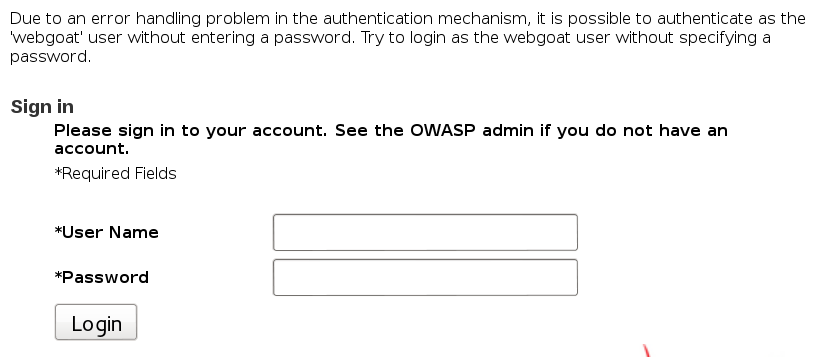 Due to an error handling problem in the authentication mechanism, it is possible to authenticate as the
'webgoat' user without entering a password. Try to login as the webgoat user without specifying a
password.
Sign in
Please sign in to your account. See the OWASP admin if you do not have an
account.
*Required Fields
*User Name
*Password
Login